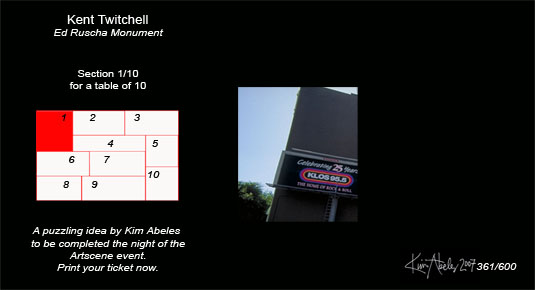 Kent Twitchell
Ed Ruscha Monument
Section 1/10
for a table of 10
1
2
3
4
5
6
7
10
8
9
Celebrating 25 Years
KLOS 95.5
THE HOME OF ROCK & ROLL
A puzzling idea by Kim Abeles
to be completed the night of the
Artscene event.
Print your ticket now.
Kim Abeles 2007 361/600